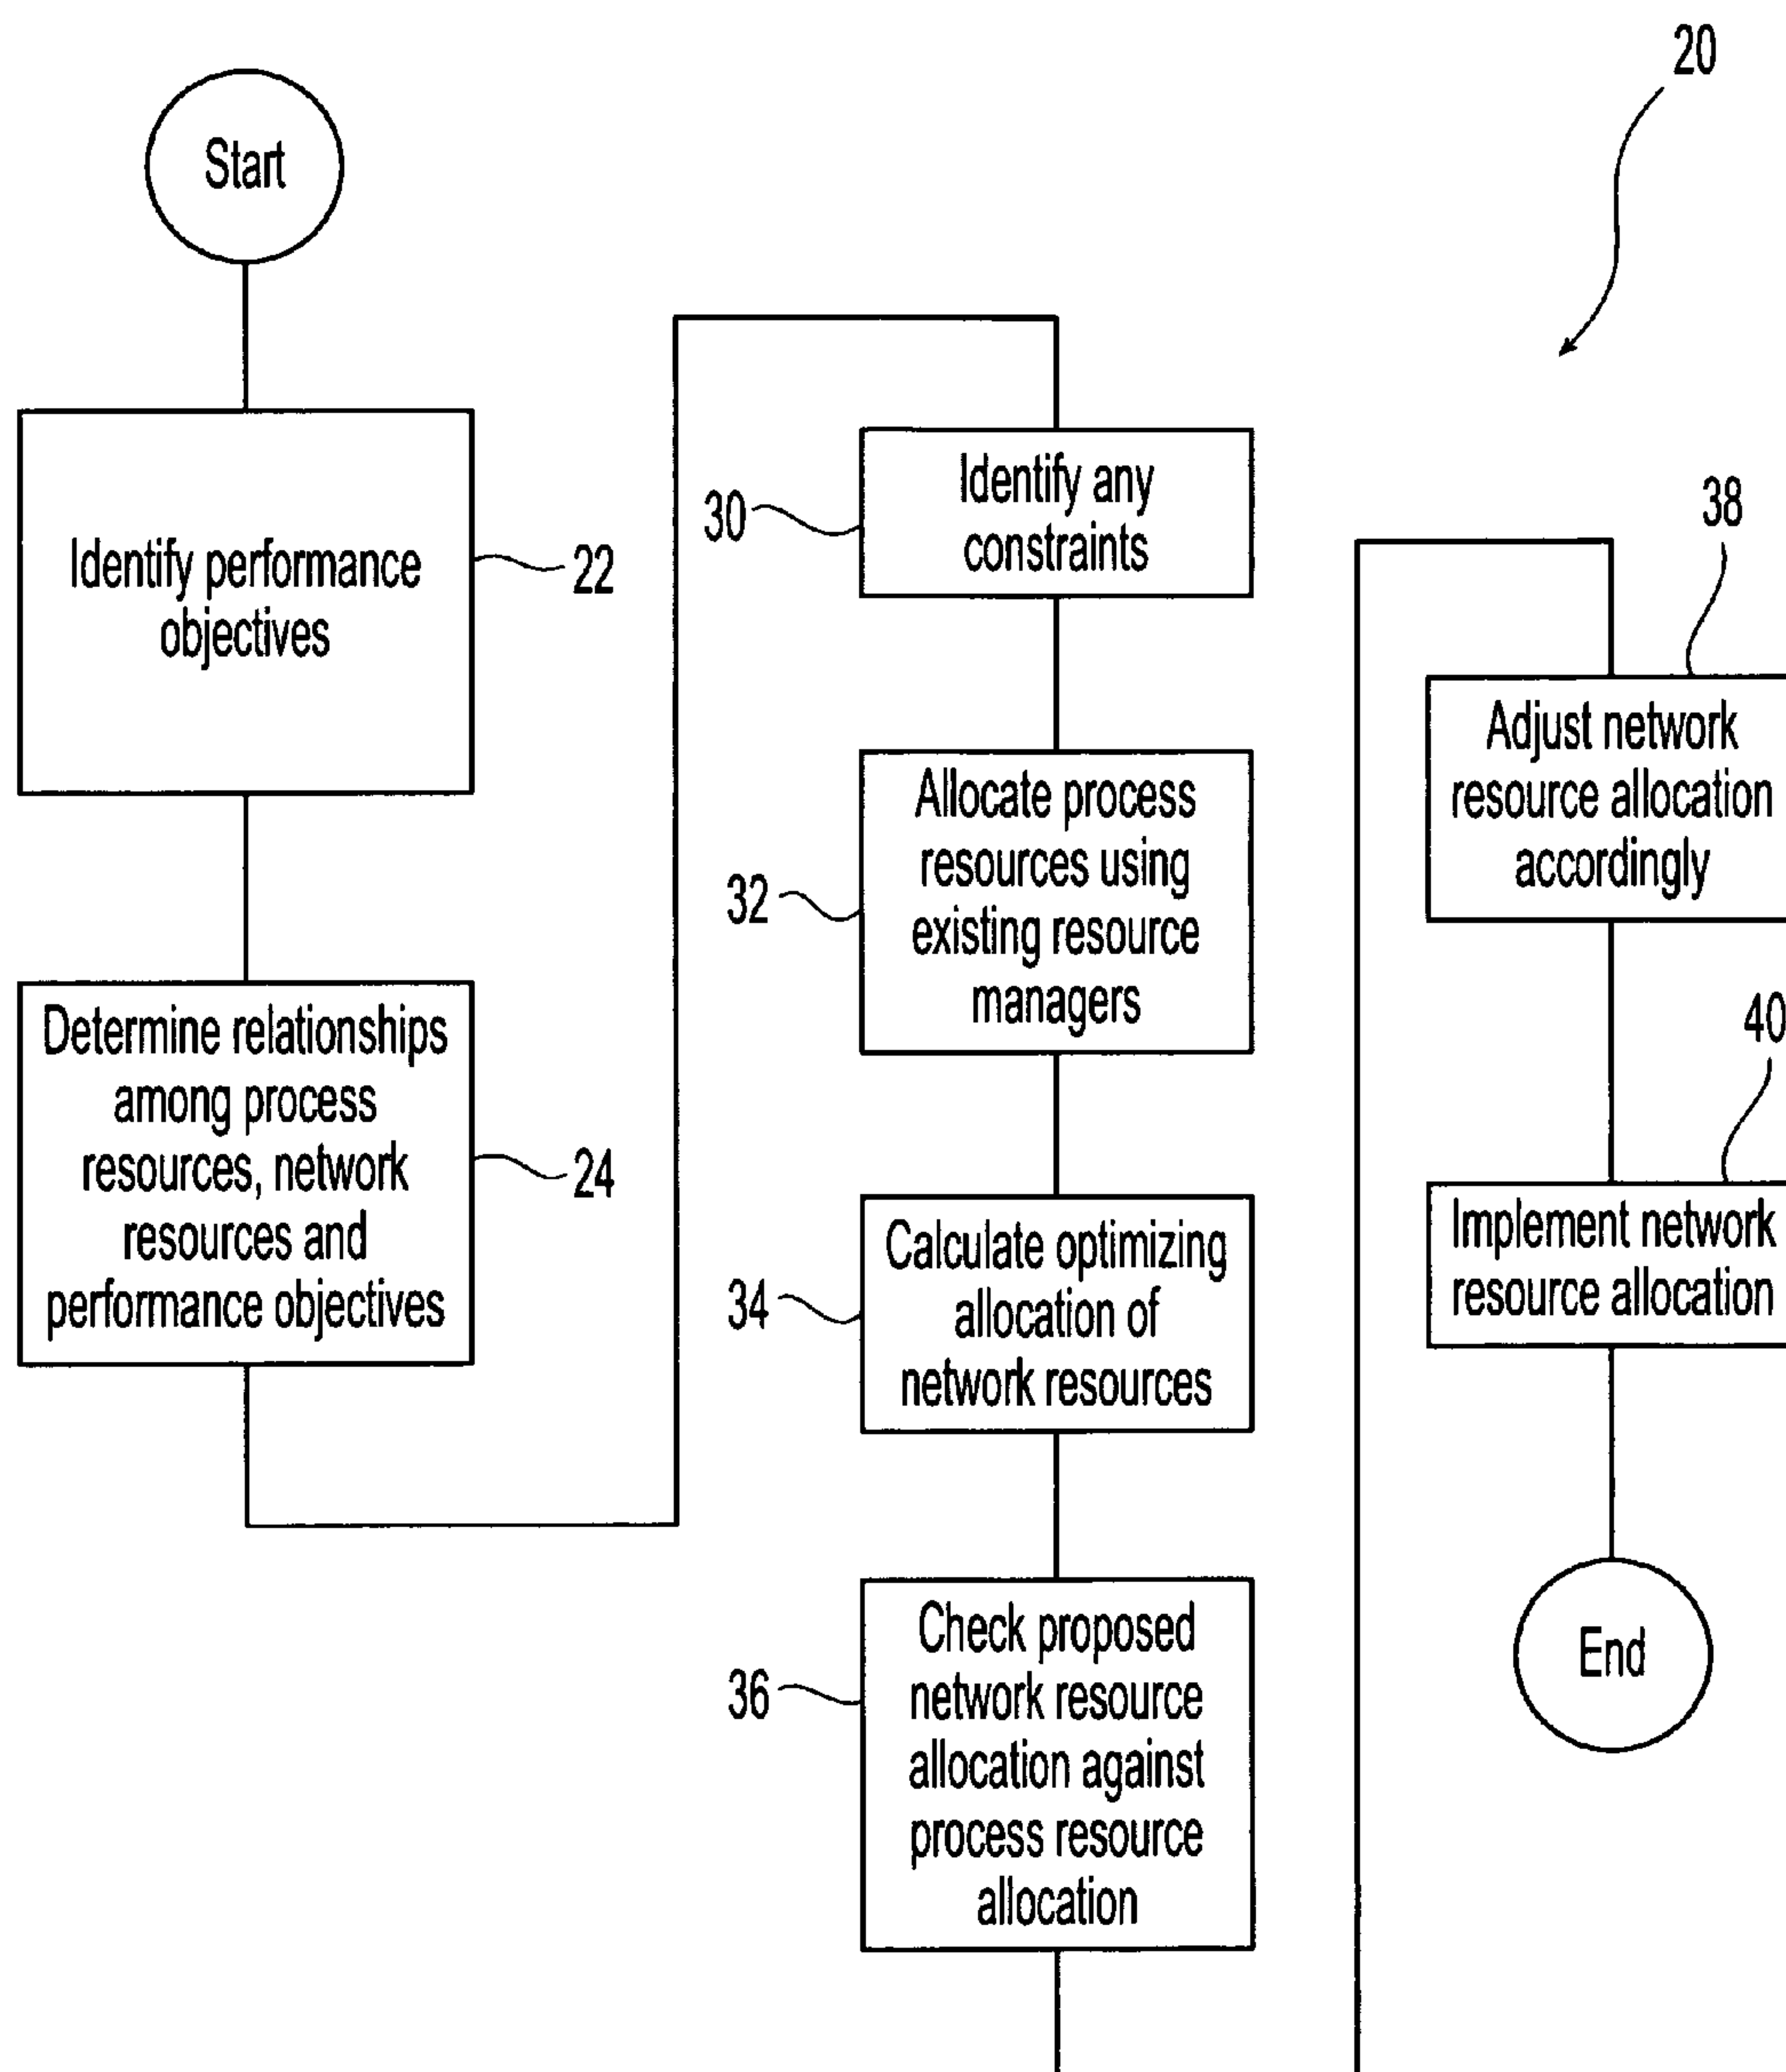 20
Start
Identify performance
objectives
22
Determine relationships
among process
resources, network
resources and
performance objectives
24
Identify any
constraints
30
Allocate process
resources using
existing resource
managers
32
Calculate optimizing
allocation of
network resources
34
Check proposed
network resource
allocation against
process resource
allocation
36
38
Adjust network
resource allocation
accordingly
40
Implement network
resource allocation
End